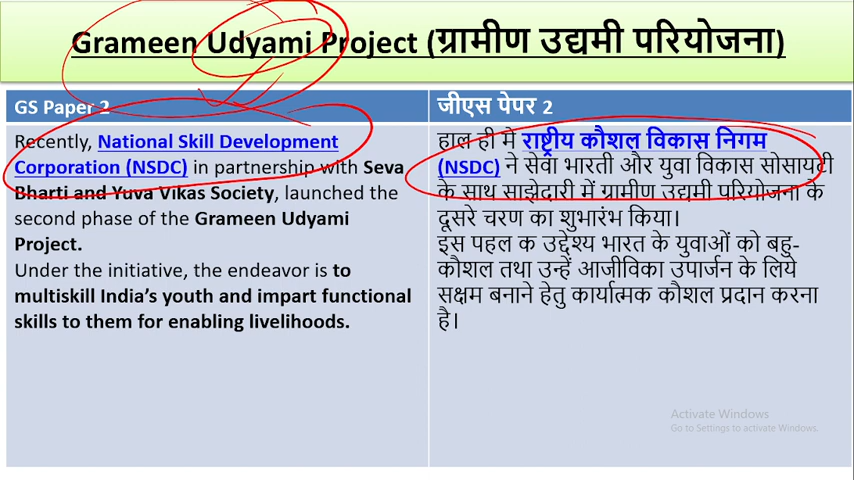 Grameen Udyami Project (ग्रामीण उद्यमी परियोजना)
GS Paper 2
Recently, National Skill Development
Corporation (NSDC) in partnership with Seva
Bharti and Yuva Vikas Society, launched the
second phase of the Grameen Udyami
Project.
Under the initiative, the endeavor is to
multiskill India’s youth and impart functional
skills to them for enabling livelihoods.
जीएस पेपर 2
हाल ही में राष्ट्रीय कौशल विकास निगम
(NSDC) ने सेवा भारती और युवा विकास सोसायटी
के साथ साझेदारी में ग्रामीण उद्यमी परियोजना के
दूसरे चरण का शुभारंभ किया।
इस पहल क उद्देश्य भारत के युवाओं को बहु-
कौशल तथा उन्हें आजीविका उपार्जन के लिये
सक्षम बनाने हेतु कार्यात्मक कौशल प्रदान करना
है।
Activate Windows
Go to Settings to activate Windows.